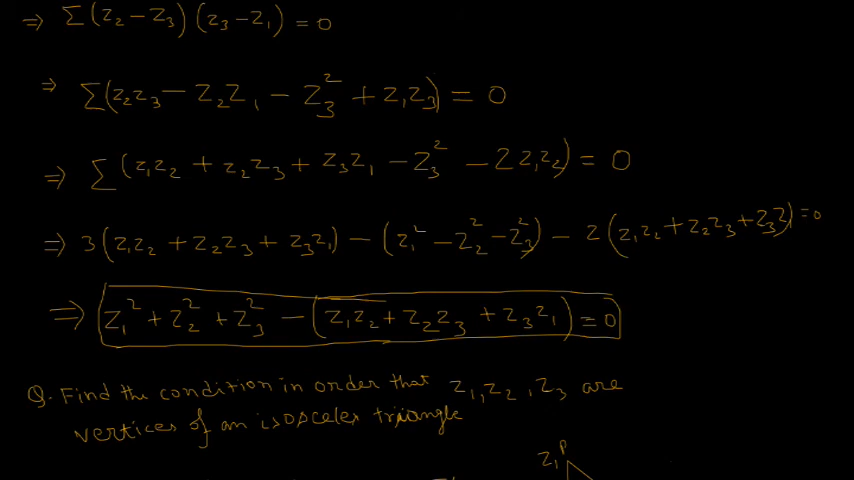 ⇒ Σ(z₂ − z₃)(z₃ − z₁) = 0
⇒ Σ(z₂z₃ − z₂z₁ − z₃² + z₁z₃) = 0
⇒ Σ(z₁z₂ + z₂z₃ + z₃z₁ − z₃² − 2z₁z₂) = 0
⇒ 3(z₁z₂ + z₂z₃ + z₃z₁) − (z₁² − z₂² − z₃²) − 2(z₁z₂ + z₂z₃ + z₃z₁) = 0
⇒ z₁² + z₂² + z₃² − (z₁z₂ + z₂z₃ + z₃z₁) = 0
Q. Find the condition in order that z₁, z₂, z₃ are
vertices of an isosceles triangle
z₁ P